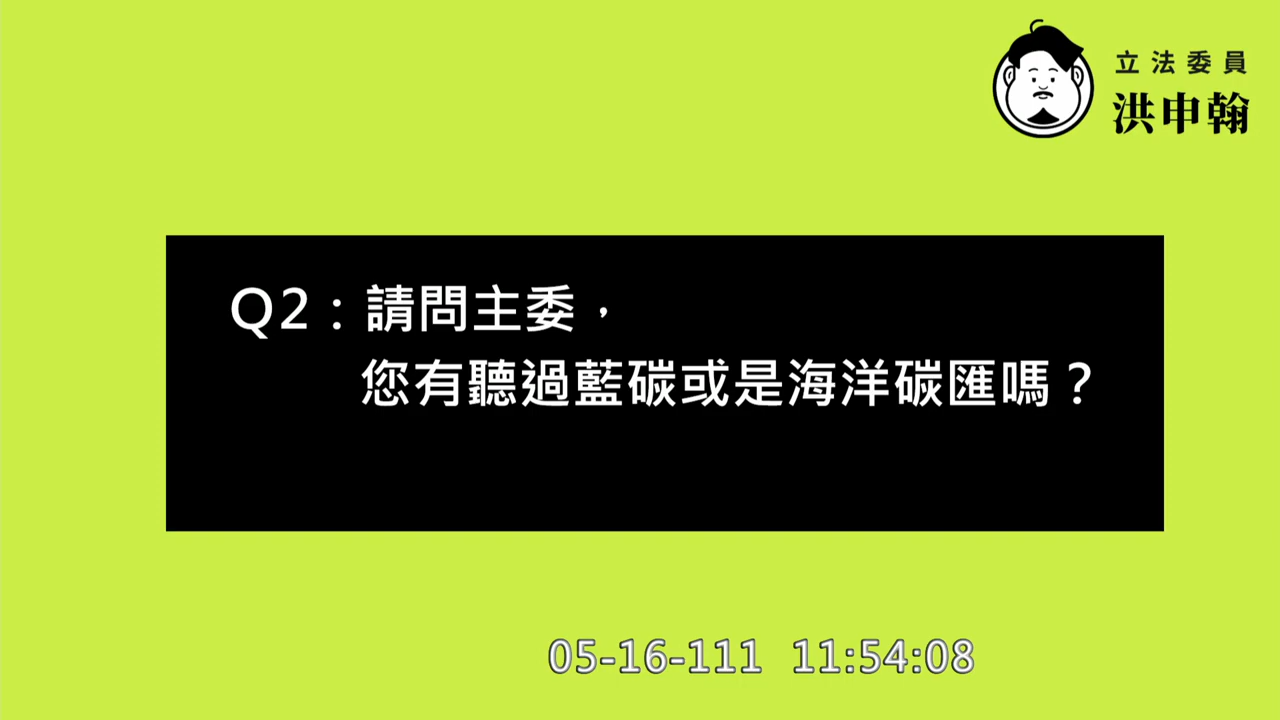 立法委員
洪申翰
Q2：請問主委，
您有聽過藍碳或是海洋碳匯嗎？
05-16-111 11:54:08